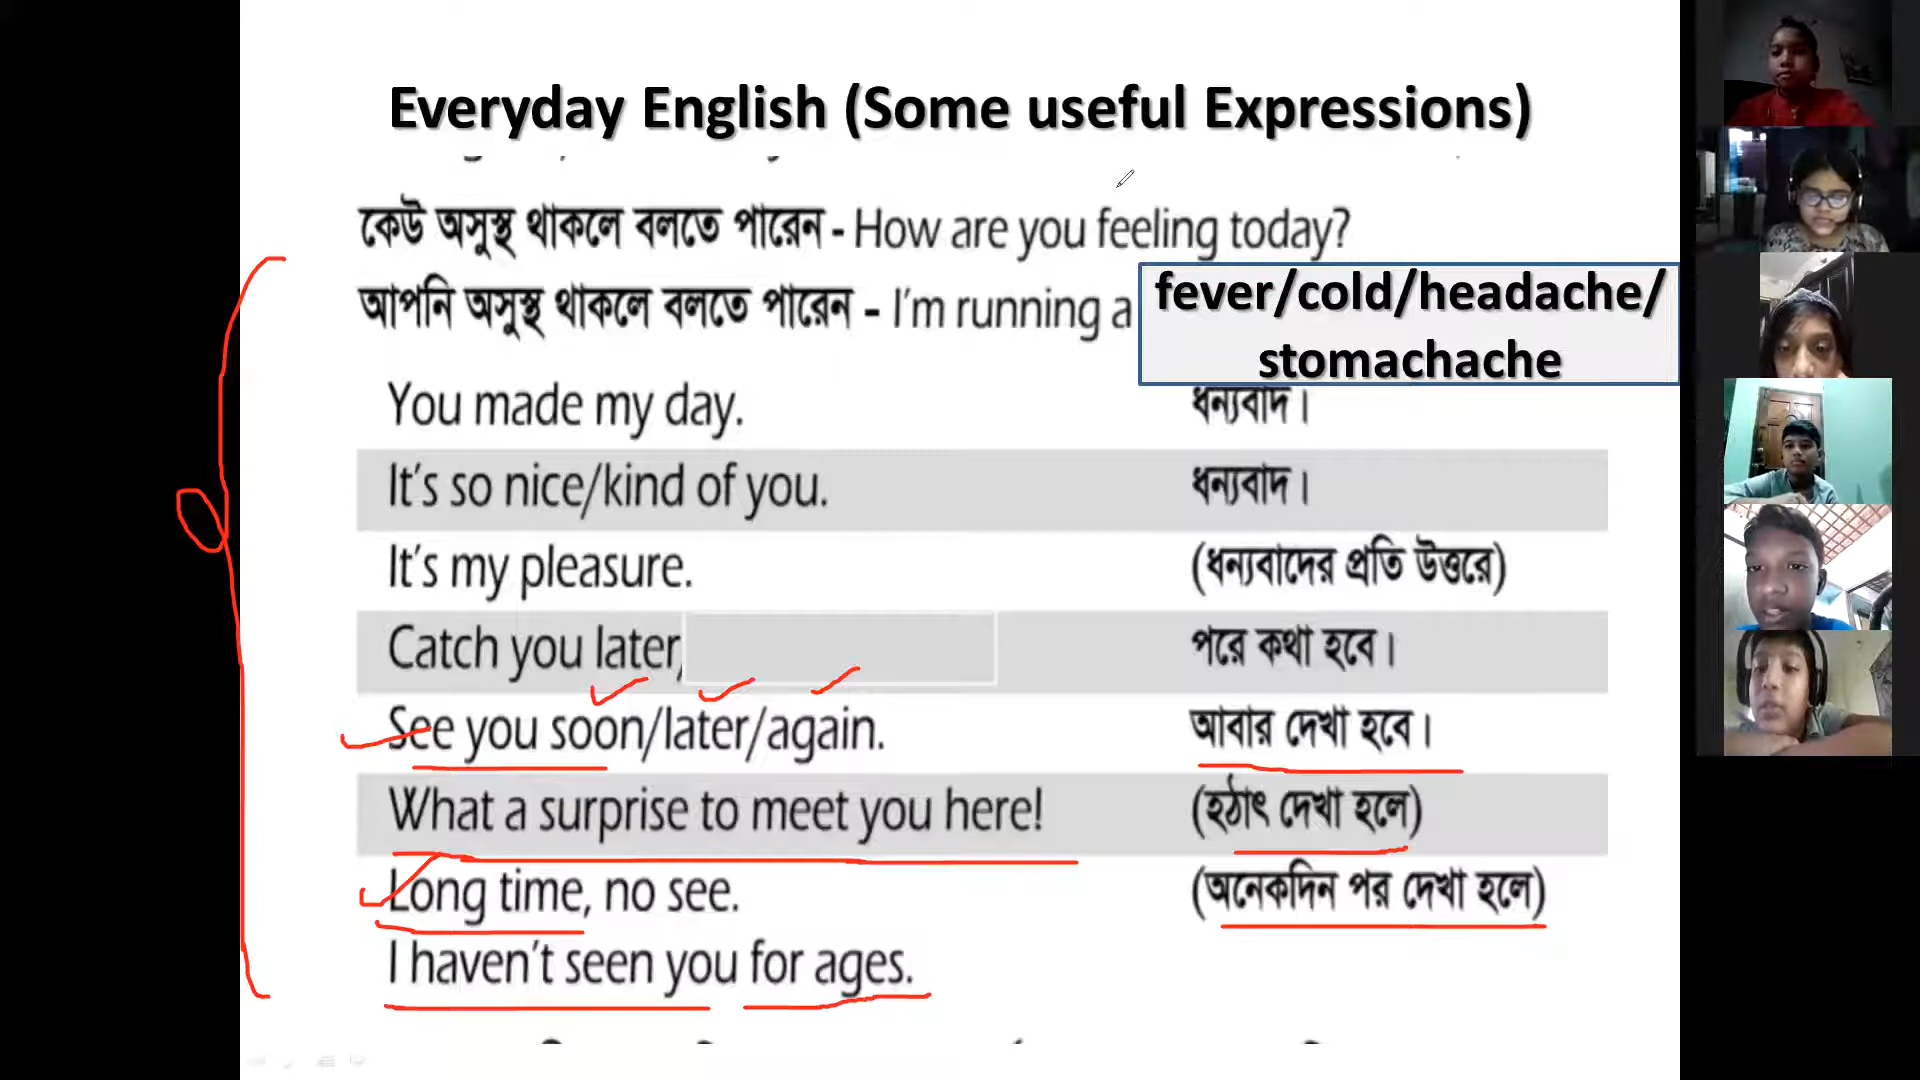 Everyday English (Some useful Expressions)
কেউ অসুস্থ থাকলে বলতে পারেন - How are you feeling today?
আপনি অসুস্থ থাকলে বলতে পারেন - I'm running a fever/cold/headache/
stomachache
You made my day. ধন্যবাদ।
It's so nice/kind of you. ধন্যবাদ।
It's my pleasure. (ধন্যবাদের প্রতি উত্তরে)
Catch you later, পরে কথা হবে।
See you soon/later/again. আবার দেখা হবে।
What a surprise to meet you here! (হঠাৎ দেখা হলে)
Long time, no see. (অনেকদিন পর দেখা হলে)
I haven't seen you for ages.